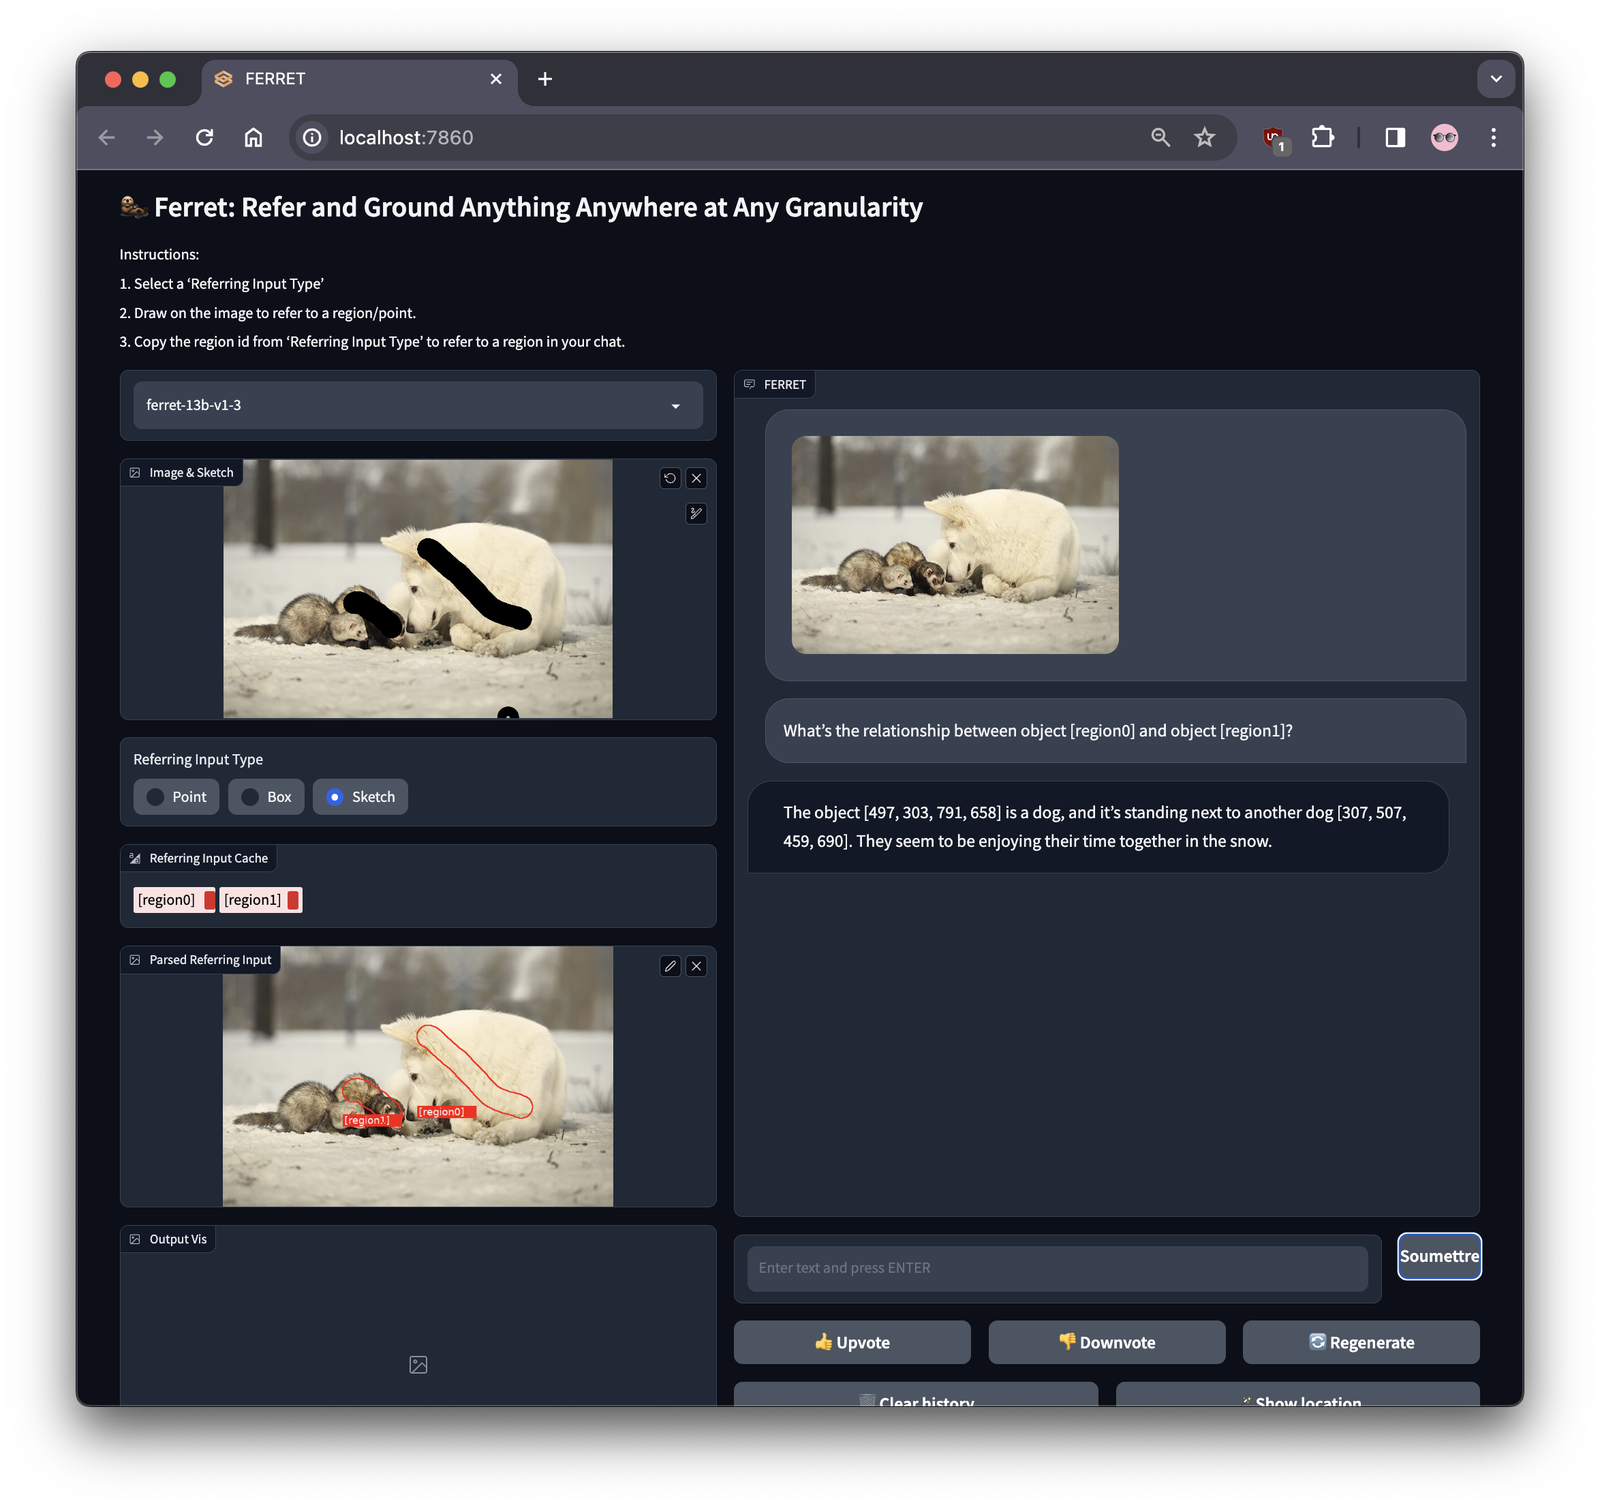 FERRET
localhost:7860
1
Ferret: Refer and Ground Anything Anywhere at Any Granularity
Instructions:
1. Select a ‘Referring Input Type’
2. Draw on the image to refer to a region/point.
3. Copy the region id from ‘Referring Input Type’ to refer to a region in your chat.
ferret-13b-v1-3
Image & Sketch
Referring Input Type
Point
Box
Sketch
Referring Input Cache
[region0]
[region1]
Parsed Referring Input
[region0]
[region1]
Output Vis
FERRET
What’s the relationship between object [region0] and object [region1]?
The object [497, 303, 791, 658] is a dog, and it’s standing next to another dog [307, 507,
459, 690]. They seem to be enjoying their time together in the snow.
Enter text and press ENTER
Soumettre
Upvote
Downvote
Regenerate
Clear history
Show location